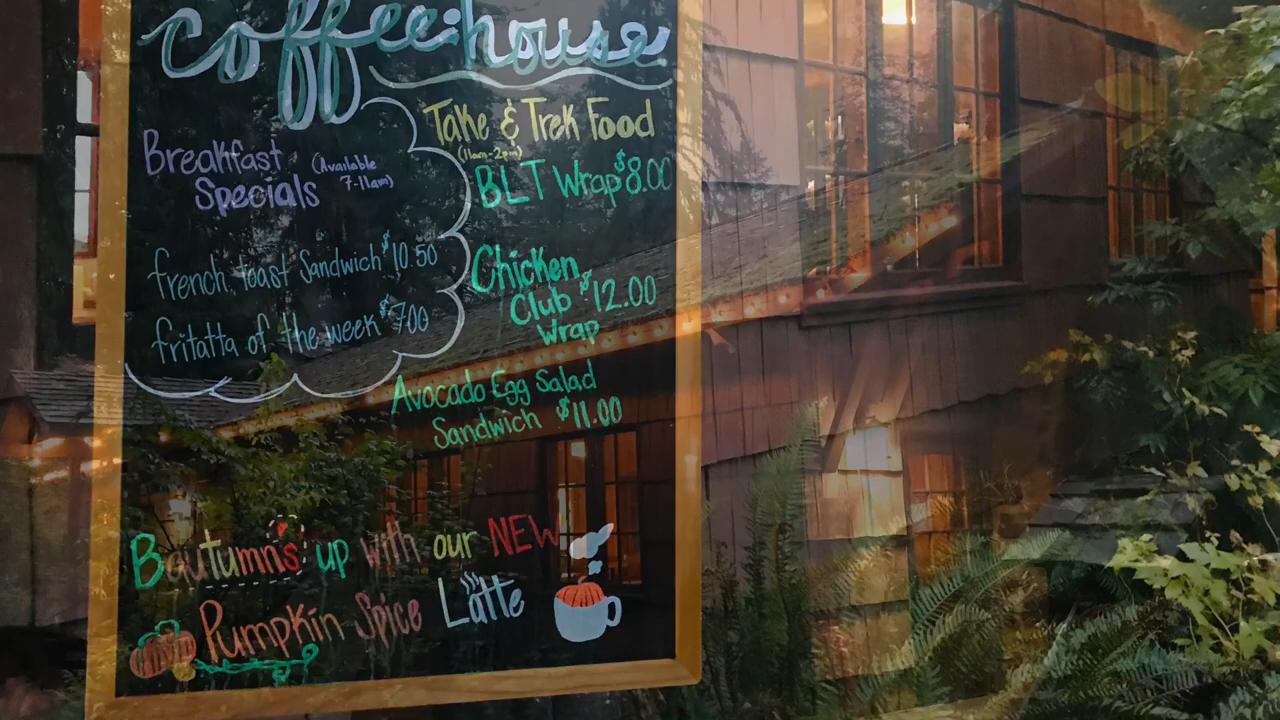 coffeehouse
Breakfast
Specials
(Available
7-11am)
french toast sandwich $10.50
fritatta of the week $7.00
Take & Trek Food
(11am-2pm)
BLT Wrap $8.00
Chicken
Club $12.00
Wrap
Avocado Egg Salad
Sandwich $11.00
Bautumn's up with our NEW
Pumpkin Spice Latte